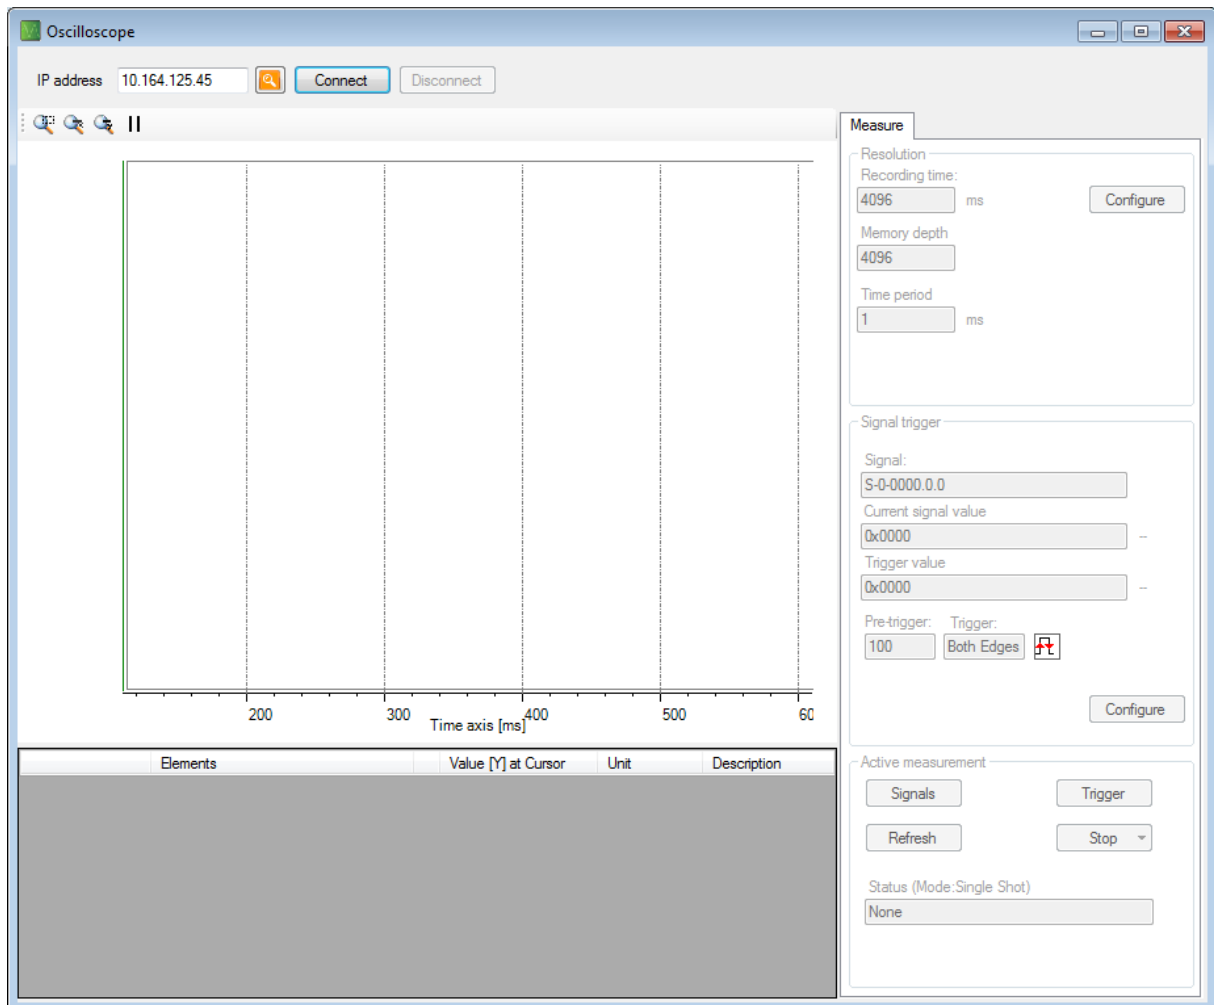 Oscilloscope
IP address 10.164.125.45 Connect Disconnect
Measure
Resolution
Recording time:
4096 ms Configure
Memory depth
4096
Time period
1 ms
Signal trigger
Signal:
S-0-0000.0.0
Current signal value
0x0000 --
Trigger value
0x0000 --
Pre-trigger: Trigger:
100 Both Edges
Configure
200 300 400 500 60
Time axis [ms]
Elements Value [Y] at Cursor Unit Description
Active measurement
Signals Trigger
Refresh Stop
Status (Mode:Single Shot)
None